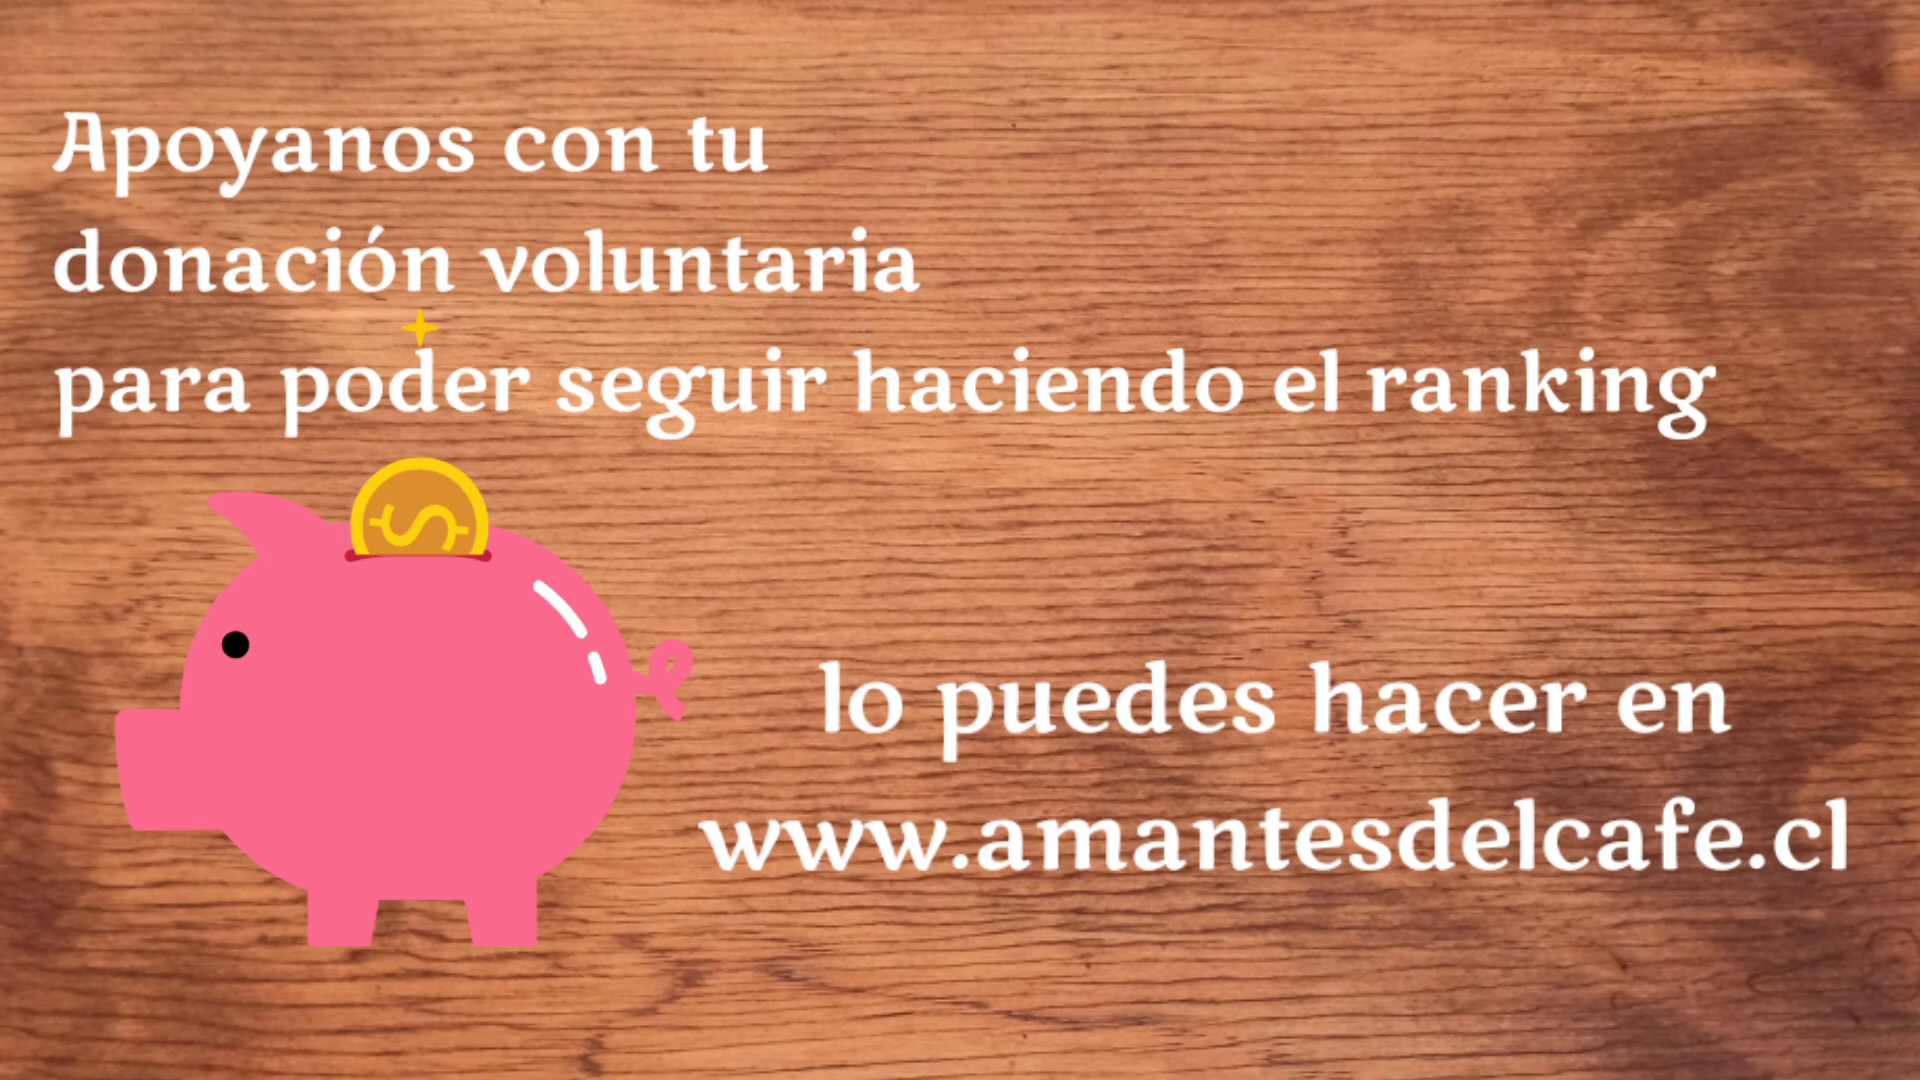 Apoyanos con tu
donación voluntaria
para poder seguir haciendo el ranking
lo puedes hacer en
www.amantesdelcafe.cl